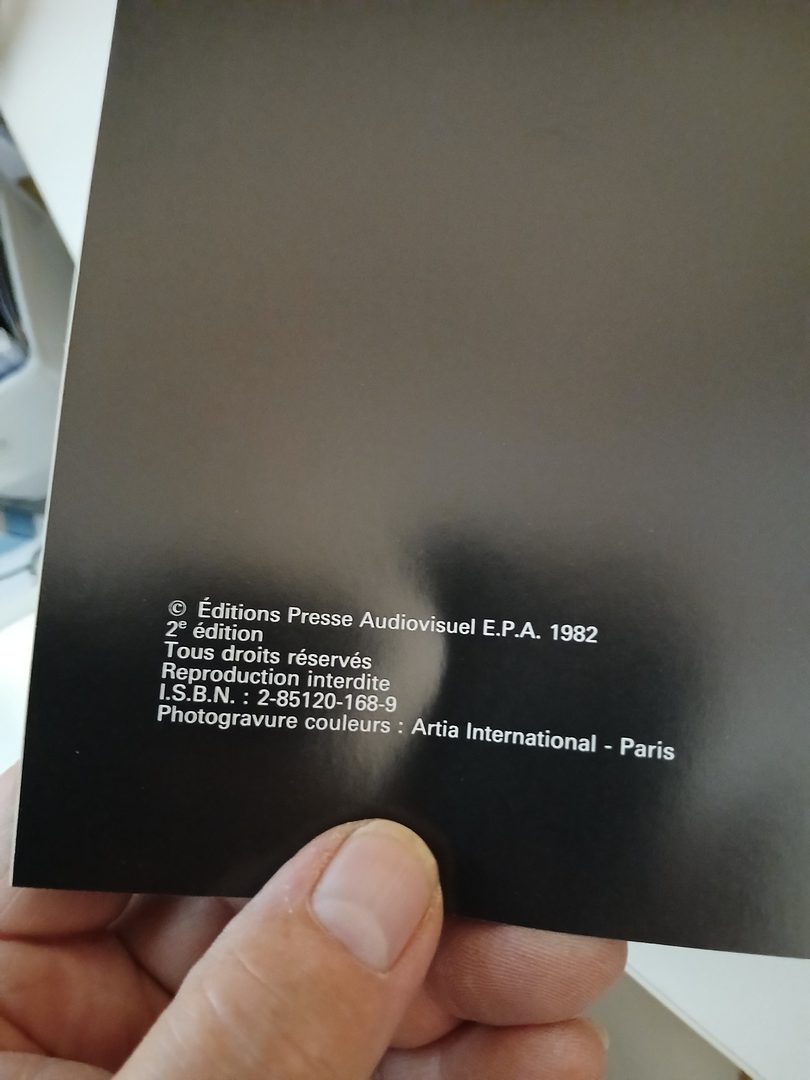 © Éditions Presse Audiovisuel E.P.A. 1982
2e édition
Tous droits réservés
Reproduction interdite
I.S.B.N. : 2-85120-168-9
Photogravure couleurs : Artia International - Paris